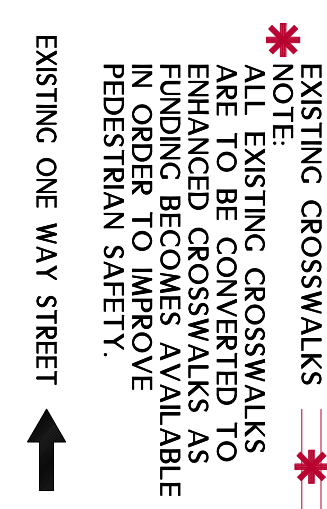 EXISTING CROSSWALKS
NOTE:
ALL EXISTING CROSSWALKS
ARE TO BE CONVERTED TO
ENHANCED CROSSWALKS AS
FUNDING BECOMES AVAILABLE
IN ORDER TO IMPROVE
PEDESTRIAN SAFETY.
EXISTING ONE WAY STREET